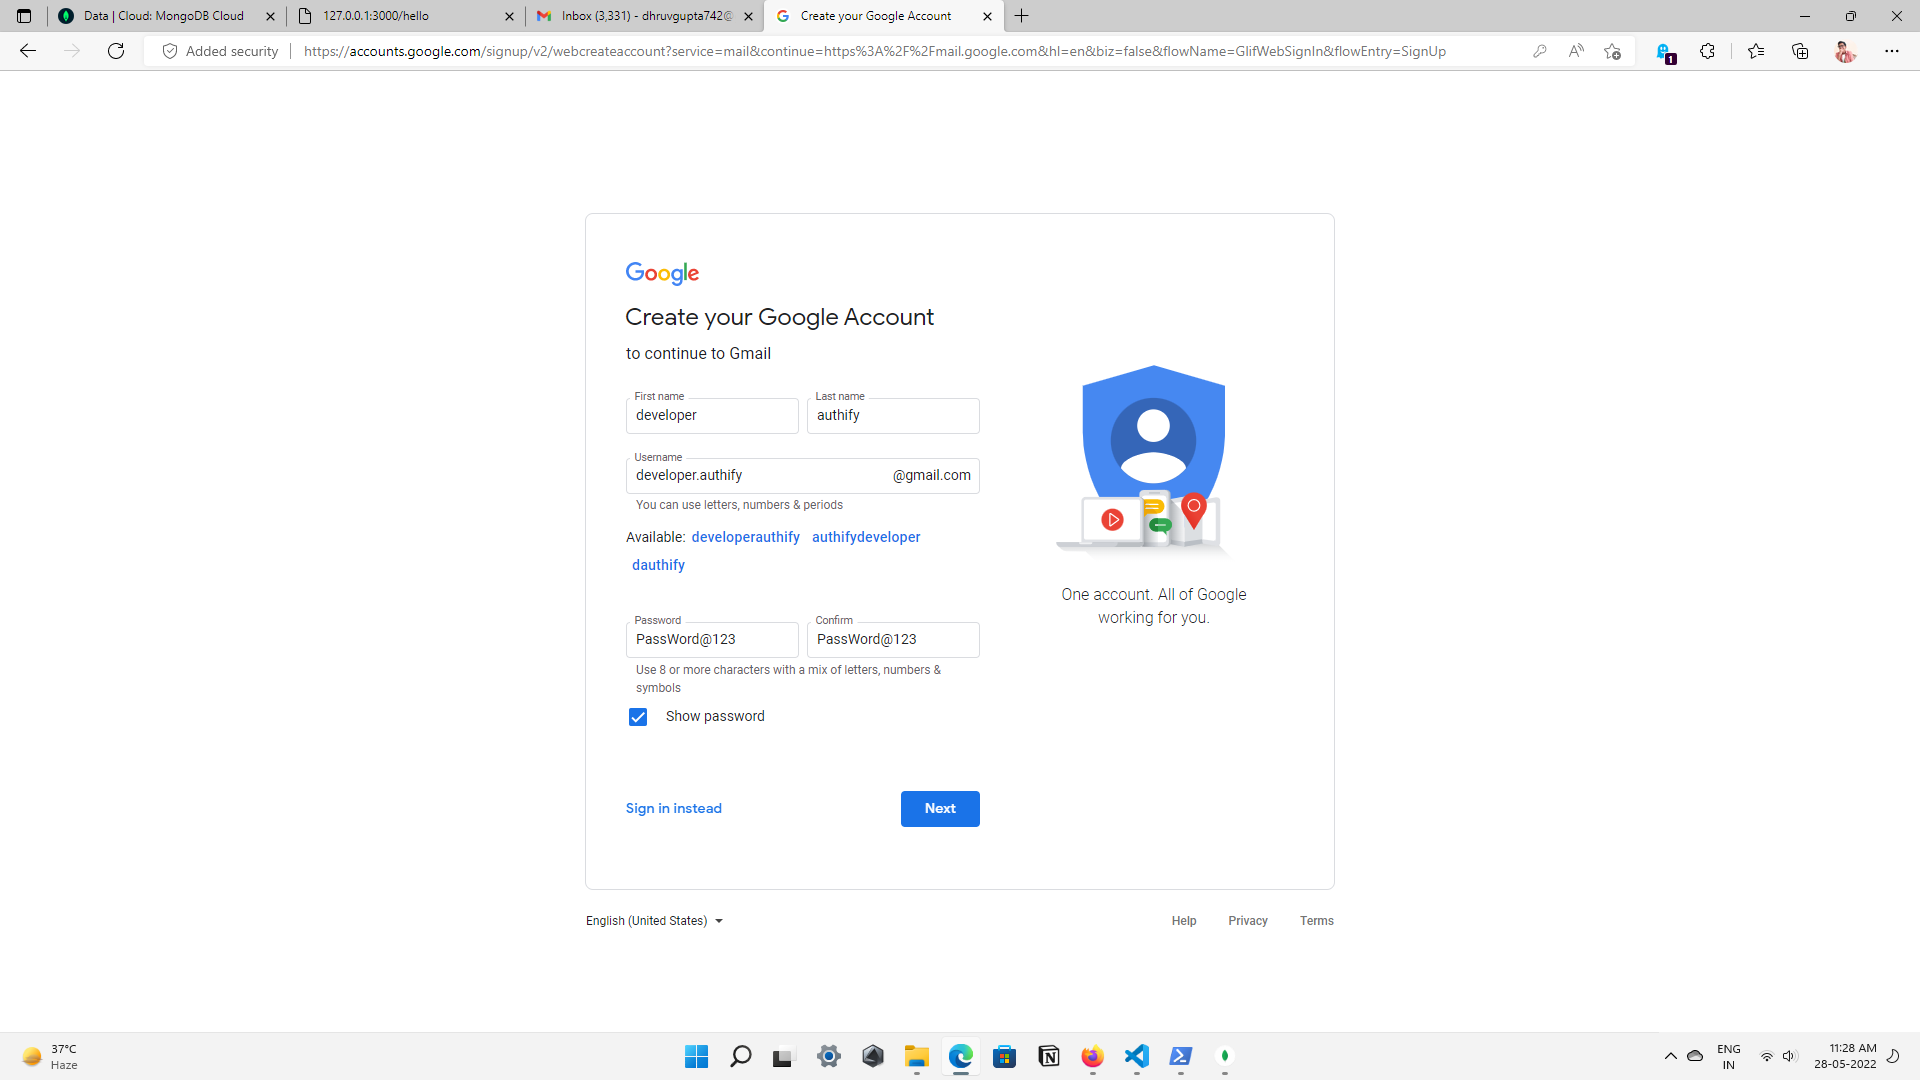 Data | Cloud: MongoDB Cloud
127.0.0.1:3000/hello
Inbox (3,331) - dhruvgupta742@
Create your Google Account
Added security
https://accounts.google.com/signup/v2/webcreateaccount?service=mail&continue=https%3A%2F%2Fmail.google.com&hl=en&biz=false&flowName=GlifWebSignIn&flowEntry=SignUp
1
Google
Create your Google Account
to continue to Gmail
First name
Last name
developer
authify
Username
developer.authify
@gmail.com
You can use letters, numbers & periods
Available: developerauthify authifydeveloper
dauthify
Password
Confirm
PassWord@123
PassWord@123
Use 8 or more characters with a mix of letters, numbers &
symbols
Show password
Sign in instead
Next
One account. All of Google
working for you.
English (United States)
Help
Privacy
Terms
37°C
Haze
ENG
IN
11:28 AM
28-05-2022